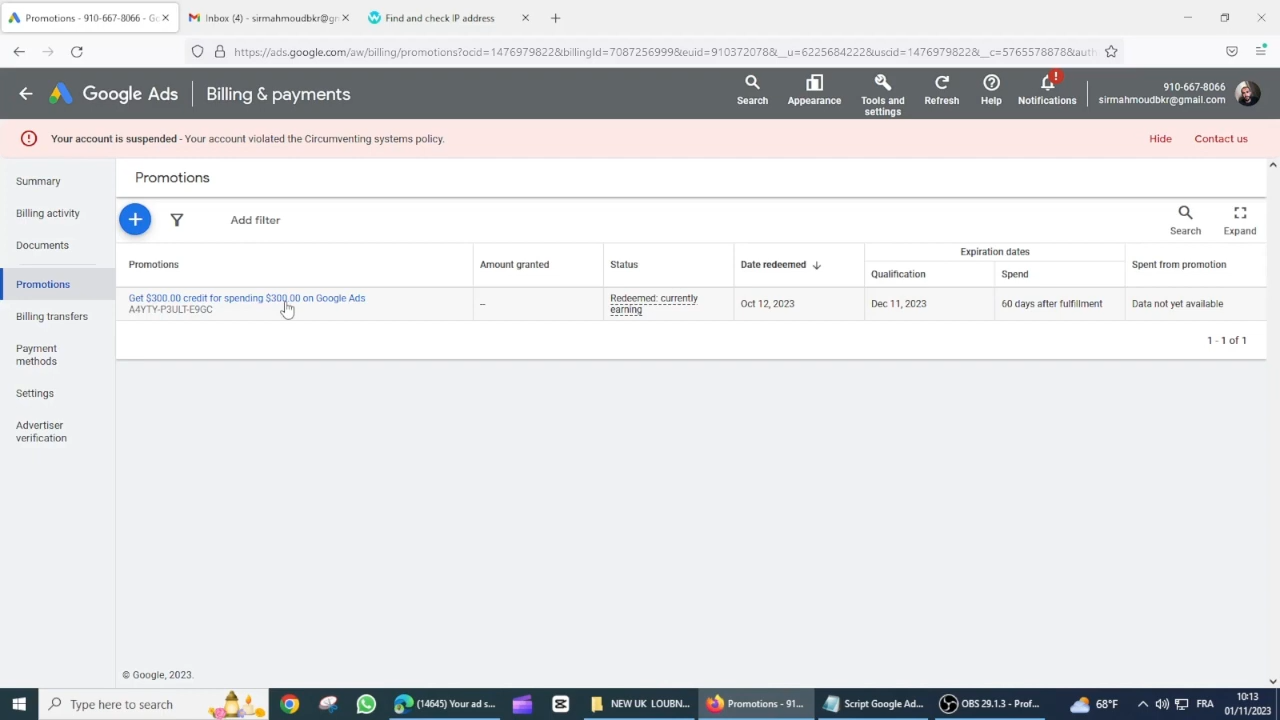 Promotions - 910-667-8066 - Go
Inbox (4) - sirmahmoudbkr@gm
Find and check IP address
https://ads.google.com/aw/billing/promotions?ocid=1476979822&billingId=7087256999&euid=910372078&__u=6225684222&uscid=1476979822&__c=5765578878&auth
Google Ads
Billing & payments
Search
Appearance
Tools and settings
Refresh
Help
Notifications
!
910-667-8066
sirmahmoudbkr@gmail.com
Your account is suspended - Your account violated the Circumventing systems policy.
Hide
Contact us
Summary
Billing activity
Documents
Promotions
Billing transfers
Payment
methods
Settings
Advertiser
verification
Promotions
Add filter
Search
Expand
Promotions
Amount granted
Status
Date redeemed
Expiration dates
Qualification
Spend
Spent from promotion
Get $300.00 credit for spending $300.00 on Google Ads
A4YTY-P3ULT-E9GC
–
Redeemed: currently
earning
Oct 12, 2023
Dec 11, 2023
60 days after fulfillment
Data not yet available
1 - 1 of 1
© Google, 2023.
Type here to search
(14645) Your ad s...
NEW UK LOUBN...
Promotions - 91...
Script Google Ad...
OBS 29.1.3 - Prof...
68°F
FRA
10:13
01/11/2023